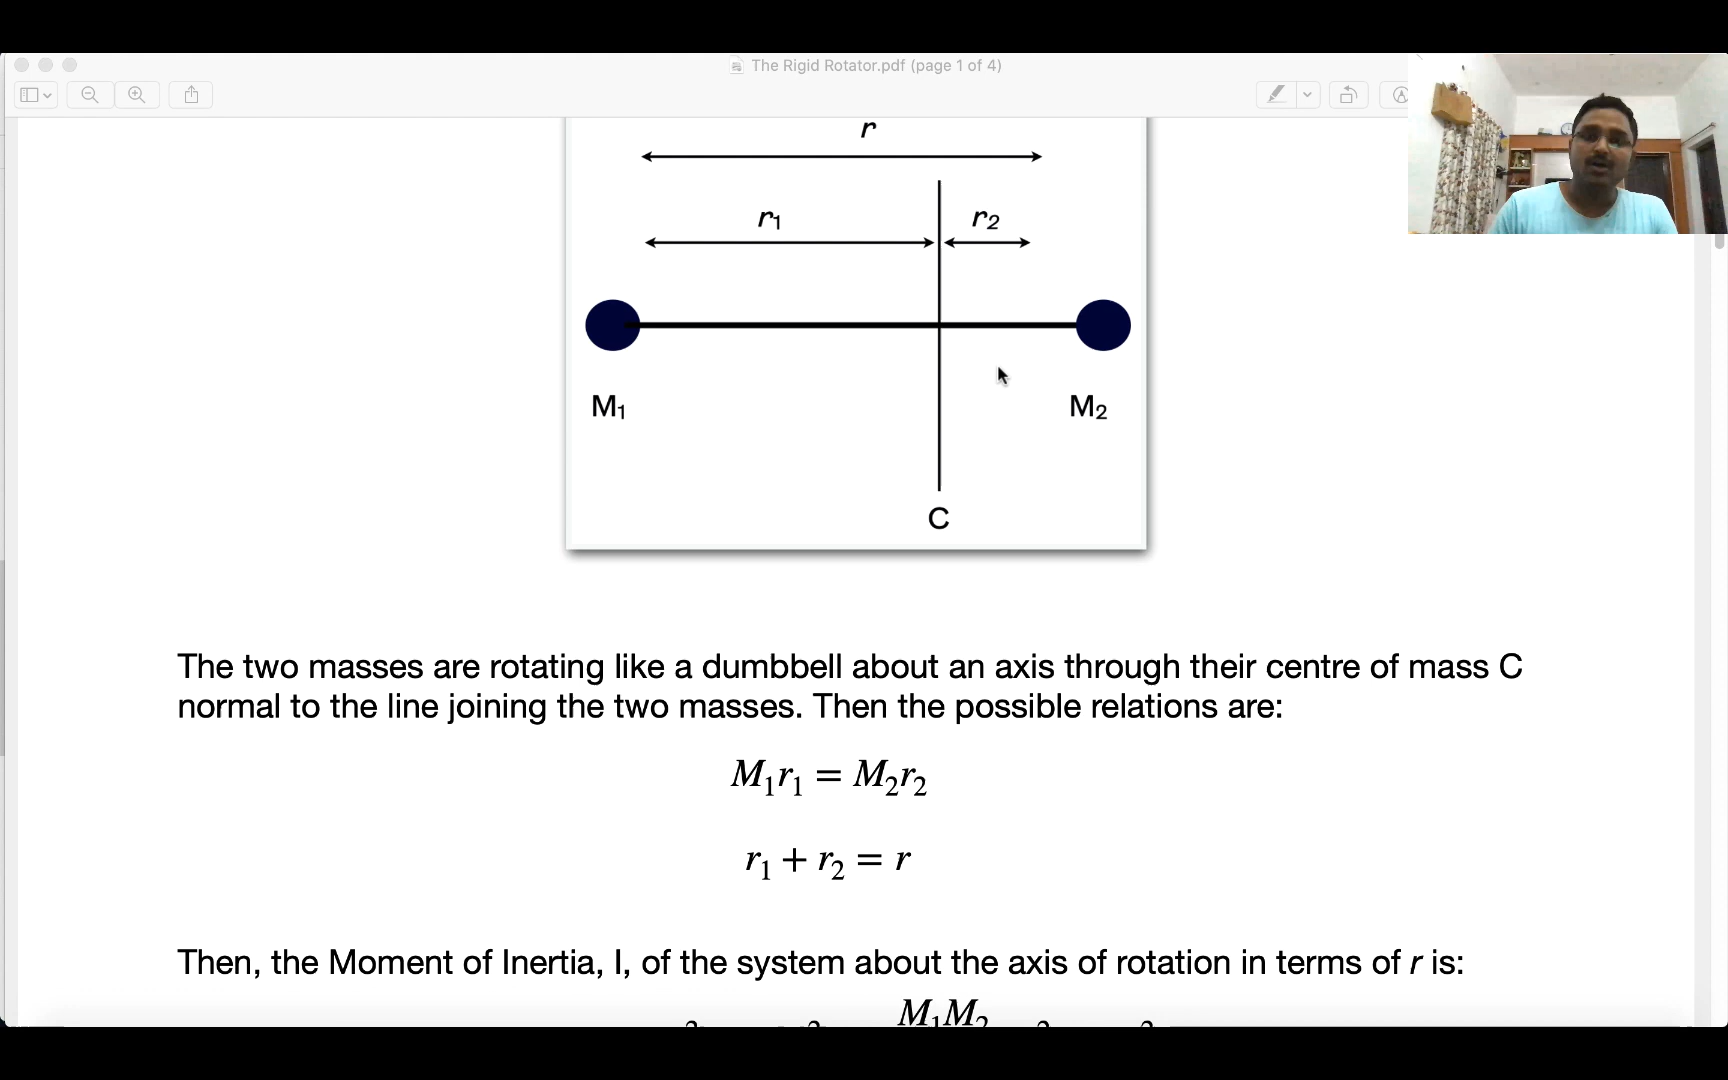 The Rigid Rotator.pdf (page 1 of 4)
r
r₁ r₂
M₁ M₂
C
The two masses are rotating like a dumbbell about an axis through their centre of mass C
normal to the line joining the two masses. Then the possible relations are:
M₁r₁ = M₂r₂
r₁ + r₂ = r
Then, the Moment of Inertia, I, of the system about the axis of rotation in terms of r is:
M₁M₂